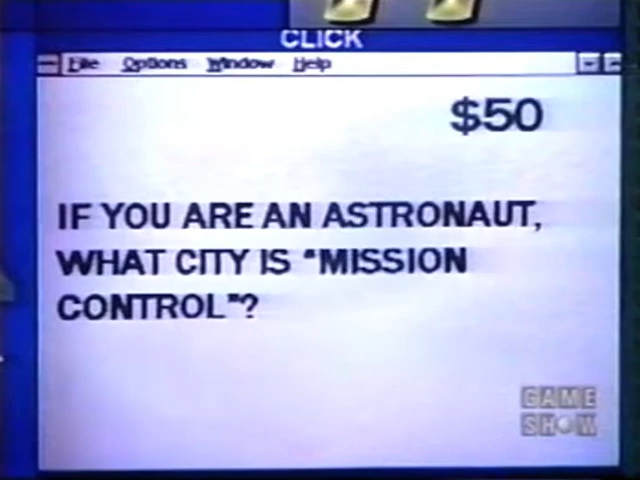 CLICK
File Options Window Help
$50
IF YOU ARE AN ASTRONAUT,
WHAT CITY IS "MISSION
CONTROL"?
GAME
SHOW